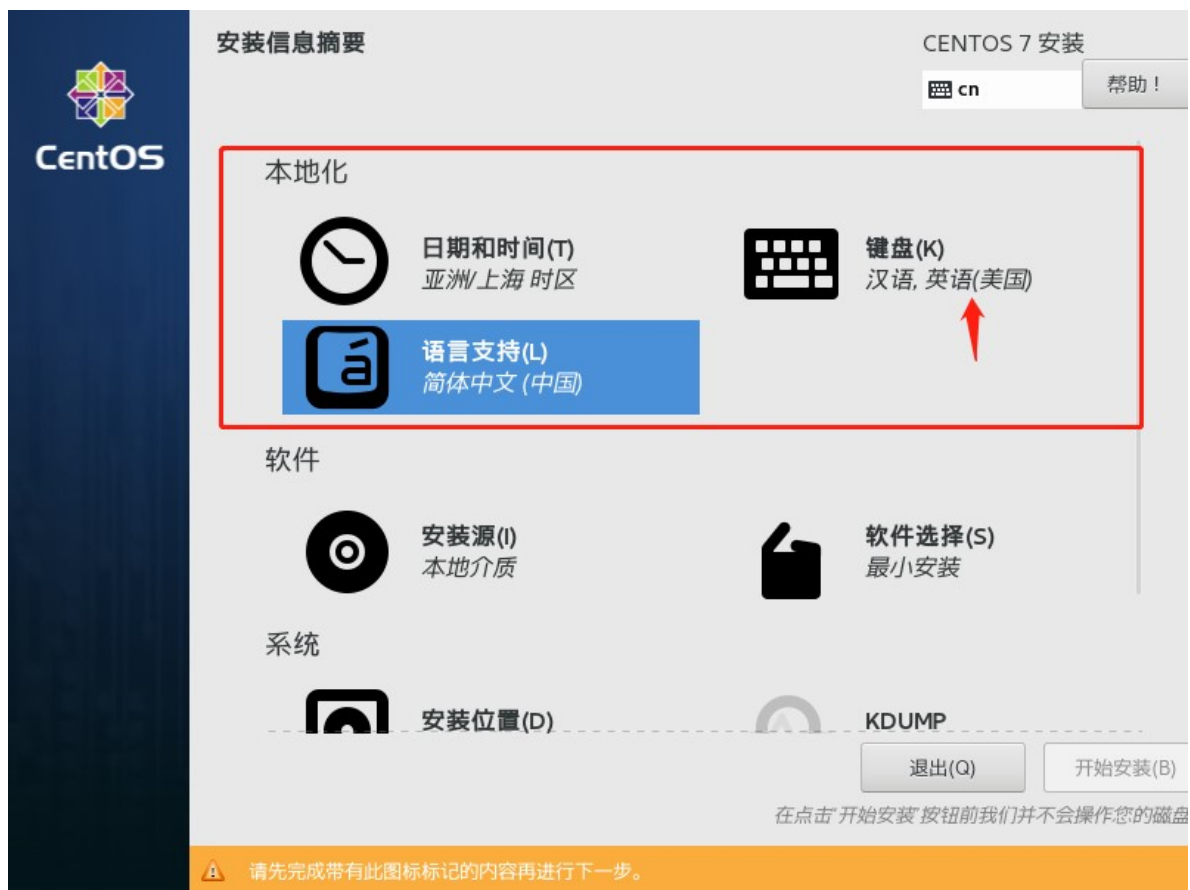 安装信息摘要
CENTOS 7 安装
cn
帮助！
CentOS
本地化
日期和时间(T)
亚洲/上海 时区
键盘(K)
汉语, 英语(美国)
á
语言支持(L)
简体中文 (中国)
软件
安装源(I)
本地介质
软件选择(S)
最小安装
系统
安装位置(D)
KDUMP
退出(Q)
开始安装(B)
在点击"开始安装"按钮前我们并不会操作您的磁盘
请先完成带有此图标标记的内容再进行下一步。